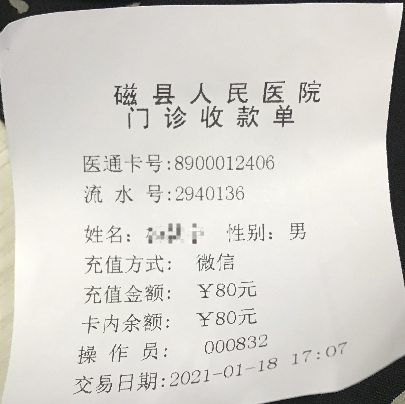 磁县人民医院
门诊收款单
医通卡号:8900012406
流水号:2940136
姓名: 性别:男
充值方式: 微信
充值金额: ￥80元
卡内余额: ￥80元
操作员: 000832
交易日期:2021-01-18 17:07